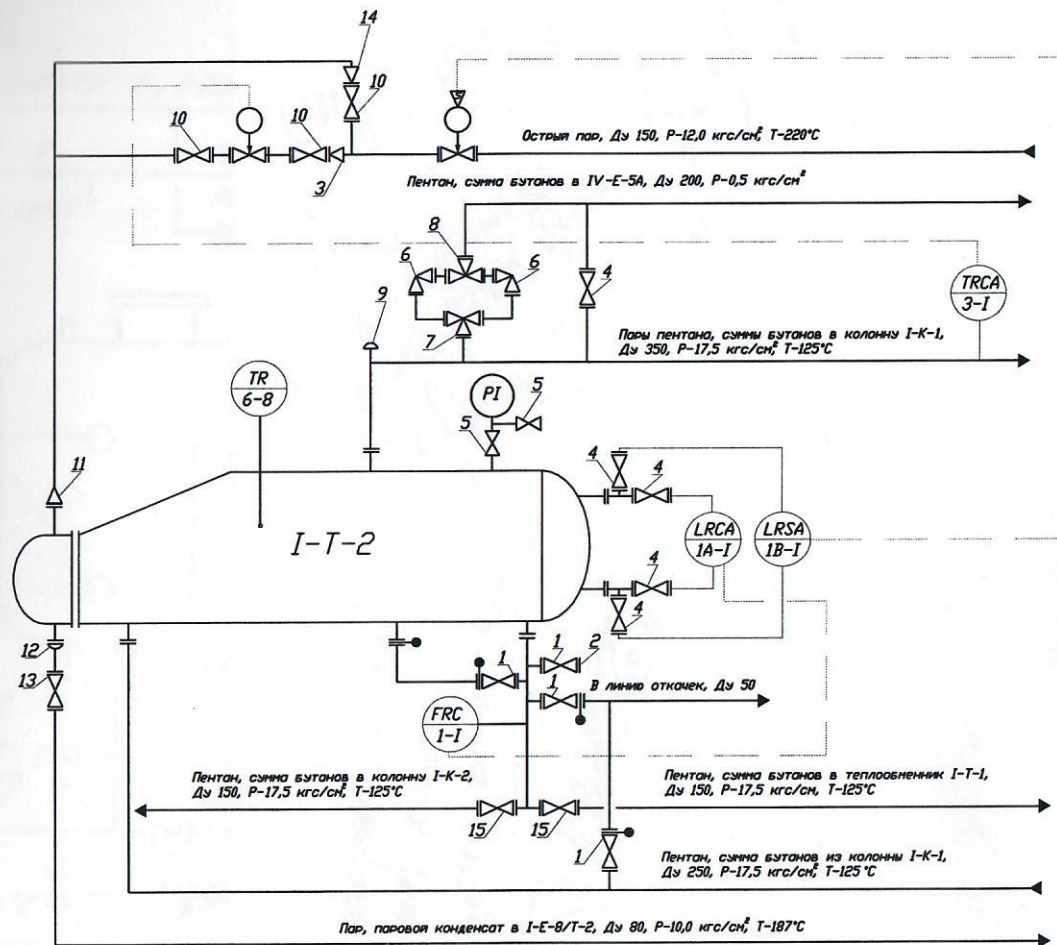 14
10
10
10
3
Острый пар, Ду 150, Р-12,0 кгс/см², Т-220°С
Пентан, сумма бутанов в IV-Е-5А, Ду 200, Р-0,5 кгс/см²
8
6
6
4
9
7
TRCA
3-I
Пары пентана, суммы бутанов в колонну I-К-1,
Ду 350, Р-17,5 кгс/см², Т-125°С
TR
6-8
PI
5
5
11
4
4
I-T-2
LRCA
1A-I
LRSA
1B-I
4
4
12
13
1
2
1
1
В линию откачек, Ду 50
FRC
1-I
Пентан, сумма бутанов в колонну I-К-2,
Ду 150, Р-17,5 кгс/см², Т-125°С
Пентан, сумма бутанов в теплообменник I-Т-1,
Ду 150, Р-17,5 кгс/см, Т-125°С
15
15
1
Пентан, сумма бутанов из колонны I-К-1,
Ду 250, Р-17,5 кгс/см², Т-125°С
Пар, паровой конденсат в I-Е-8/Т-2, Ду 80, Р-10,0 кгс/см², Т-187°С